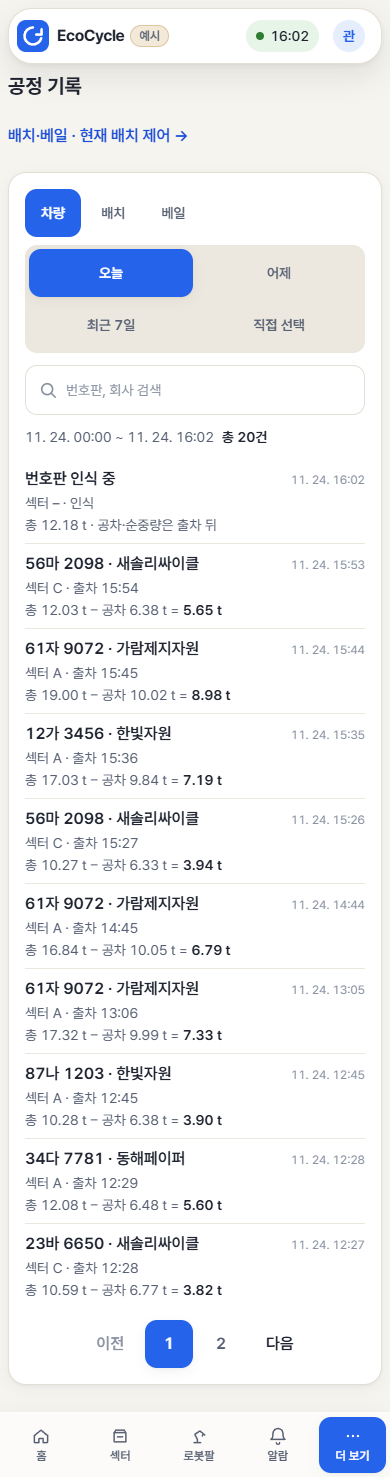 EcoCycle 예시 16:02 관
공정 기록
배치·베일 · 현재 배치 제어 →
차량 배치 베일
오늘 어제
최근 7일 직접 선택
번호판, 회사 검색
11. 24. 00:00 ~ 11. 24. 16:02 총 20건
번호판 인식 중 11. 24. 16:02
섹터 – · 인식
총 12.18 t · 공차·순중량은 출차 뒤
56마 2098 · 새솔리싸이클 11. 24. 15:53
섹터 C · 출차 15:54
총 12.03 t − 공차 6.38 t = 5.65 t
61자 9072 · 가람제지자원 11. 24. 15:44
섹터 A · 출차 15:45
총 19.00 t − 공차 10.02 t = 8.98 t
12가 3456 · 한빛자원 11. 24. 15:35
섹터 A · 출차 15:36
총 17.03 t − 공차 9.84 t = 7.19 t
56마 2098 · 새솔리싸이클 11. 24. 15:26
섹터 C · 출차 15:27
총 10.27 t − 공차 6.33 t = 3.94 t
61자 9072 · 가람제지자원 11. 24. 14:44
섹터 A · 출차 14:45
총 16.84 t − 공차 10.05 t = 6.79 t
61자 9072 · 가람제지자원 11. 24. 13:05
섹터 A · 출차 13:06
총 17.32 t − 공차 9.99 t = 7.33 t
87나 1203 · 한빛자원 11. 24. 12:45
섹터 A · 출차 12:45
총 10.28 t − 공차 6.38 t = 3.90 t
34다 7781 · 동해페이퍼 11. 24. 12:28
섹터 A · 출차 12:29
총 12.08 t − 공차 6.48 t = 5.60 t
23바 6650 · 새솔리싸이클 11. 24. 12:27
섹터 C · 출차 12:28
총 10.59 t − 공차 6.77 t = 3.82 t
이전 1 2 다음
홈 섹터 로봇팔 알람 더 보기